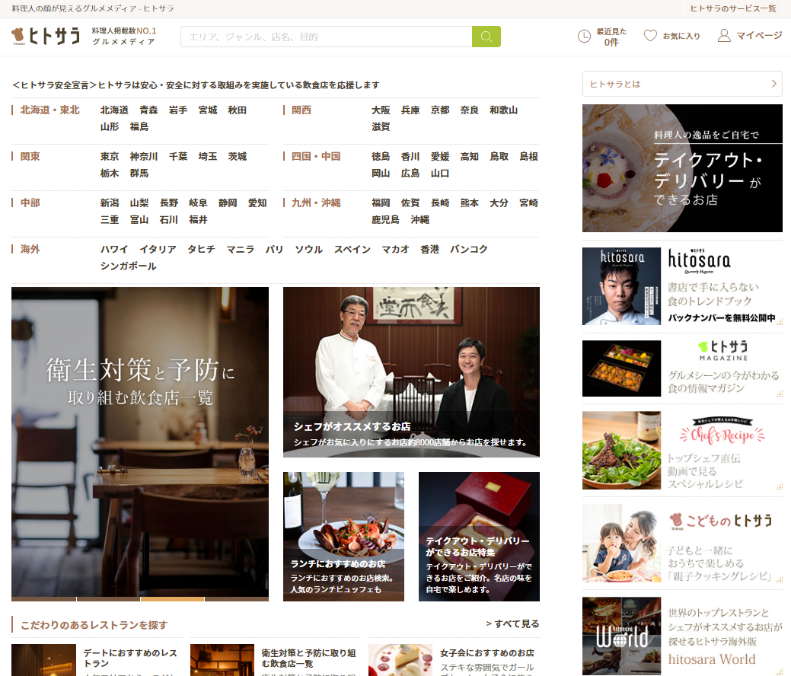 料理人の顔が見えるグルメメディア - ヒトサラ
ヒトサラのサービス一覧
ヒトサラ
料理人掲載数NO.1
グルメメディア
エリア、ジャンル、店名、目的
最近見た
0件
お気に入り
マイページ
＜ヒトサラ安全宣言＞ヒトサラは安心・安全に対する取組みを実施している飲食店を応援します
北海道・東北
北海道 青森 岩手 宮城 秋田
山形 福島
関西
大阪 兵庫 京都 奈良 和歌山
滋賀
関東
東京 神奈川 千葉 埼玉 茨城
栃木 群馬
四国・中国
徳島 香川 愛媛 高知 鳥取 島根
岡山 広島 山口
中部
新潟 山梨 長野 岐阜 静岡 愛知
三重 富山 石川 福井
九州・沖縄
福岡 佐賀 長崎 熊本 大分 宮崎
鹿児島 沖縄
海外
ハワイ イタリア タヒチ マニラ パリ ソウル スペイン マカオ 香港 バンコク
シンガポール
衛生対策と予防に
取り組む飲食店一覧
シェフがオススメするお店
シェフがお気に入りにするお店約8000店舗からお店を探せます。
ランチにおすすめのお店
ランチにおすすめのお店検索。
人気のランチビュッフェも
テイクアウト・デリバリー
ができるお店特集
テイクアウト・デリバリーがで
きるお店をご紹介。名店の味を
自宅で楽しめます。
こだわりのあるレストランを探す
> すべて見る
デートにおすすめのレス
トラン
衛生対策と予防に取り組
む飲食店一覧
女子会におすすめのお店
ステキな雰囲気でガール
ヒトサラとは
料理人の逸品をご自宅で
テイクアウト・
デリバリーが
できるお店
hitosara
hitosara
書店で手に入らない
食のトレンドブック
バックナンバーを無料公開中
ヒトサラ
MAGAZINE
グルメシーンの今がわかる
食の情報マガジン
Chef's Recipe
トップシェフ直伝
動画で見る
スペシャルレシピ
こどものヒトサラ
子どもと一緒に
おうちで楽しめる
「親子クッキングレシピ」
hitosara
World
世界のトップレストランと
シェフがオススメするお店が
探せるヒトサラ海外版
hitosara World